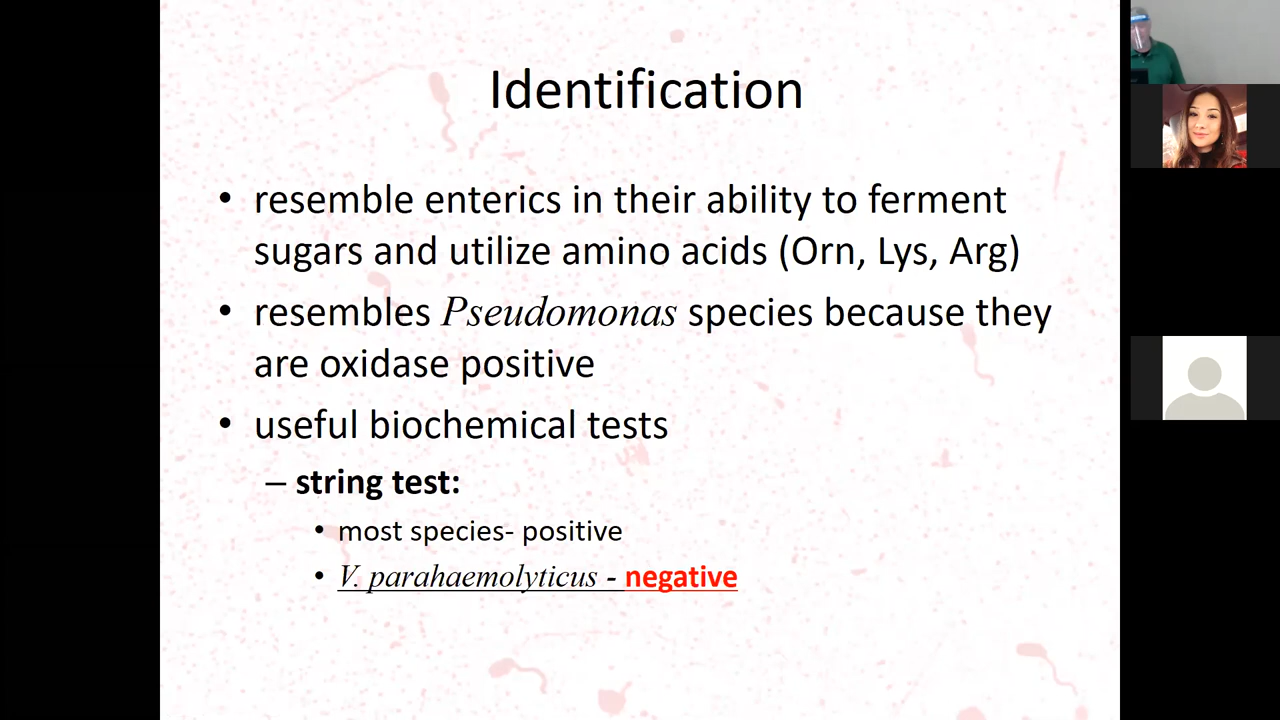 Identification
• resemble enterics in their ability to ferment
sugars and utilize amino acids (Orn, Lys, Arg)
• resembles Pseudomonas species because they
are oxidase positive
• useful biochemical tests
– string test:
• most species- positive
• V. parahaemolyticus - negative